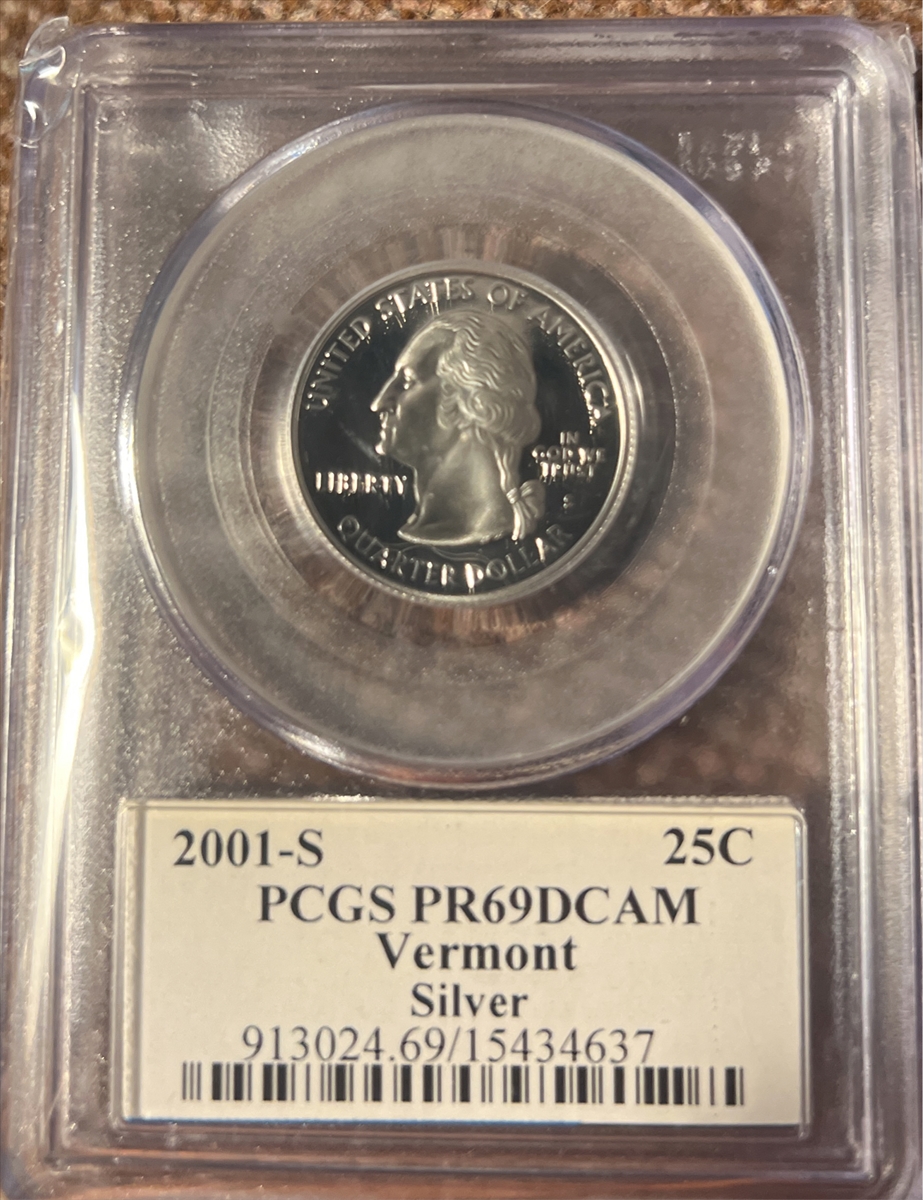 UNITED STATES OF AMERICA
IN
GOD WE
TRUST
LIBERTY
S
QUARTER DOLLAR
2001-S 25C
PCGS PR69DCAM
Vermont
Silver
913024.69/15434637